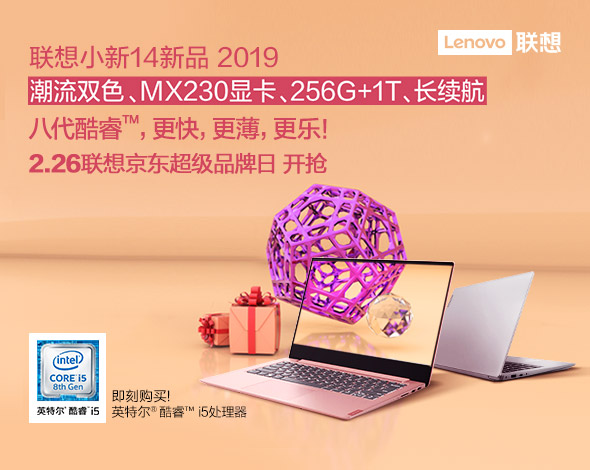 Lenovo 联想
联想小新14新品 2019
潮流双色、MX230显卡、256G+1T、长续航
八代酷睿™, 更快, 更薄, 更乐!
2.26联想京东超级品牌日 开抢
intel
CORE i5
8th Gen
英特尔® 酷睿™ i5
即刻购买!
英特尔® 酷睿™ i5处理器